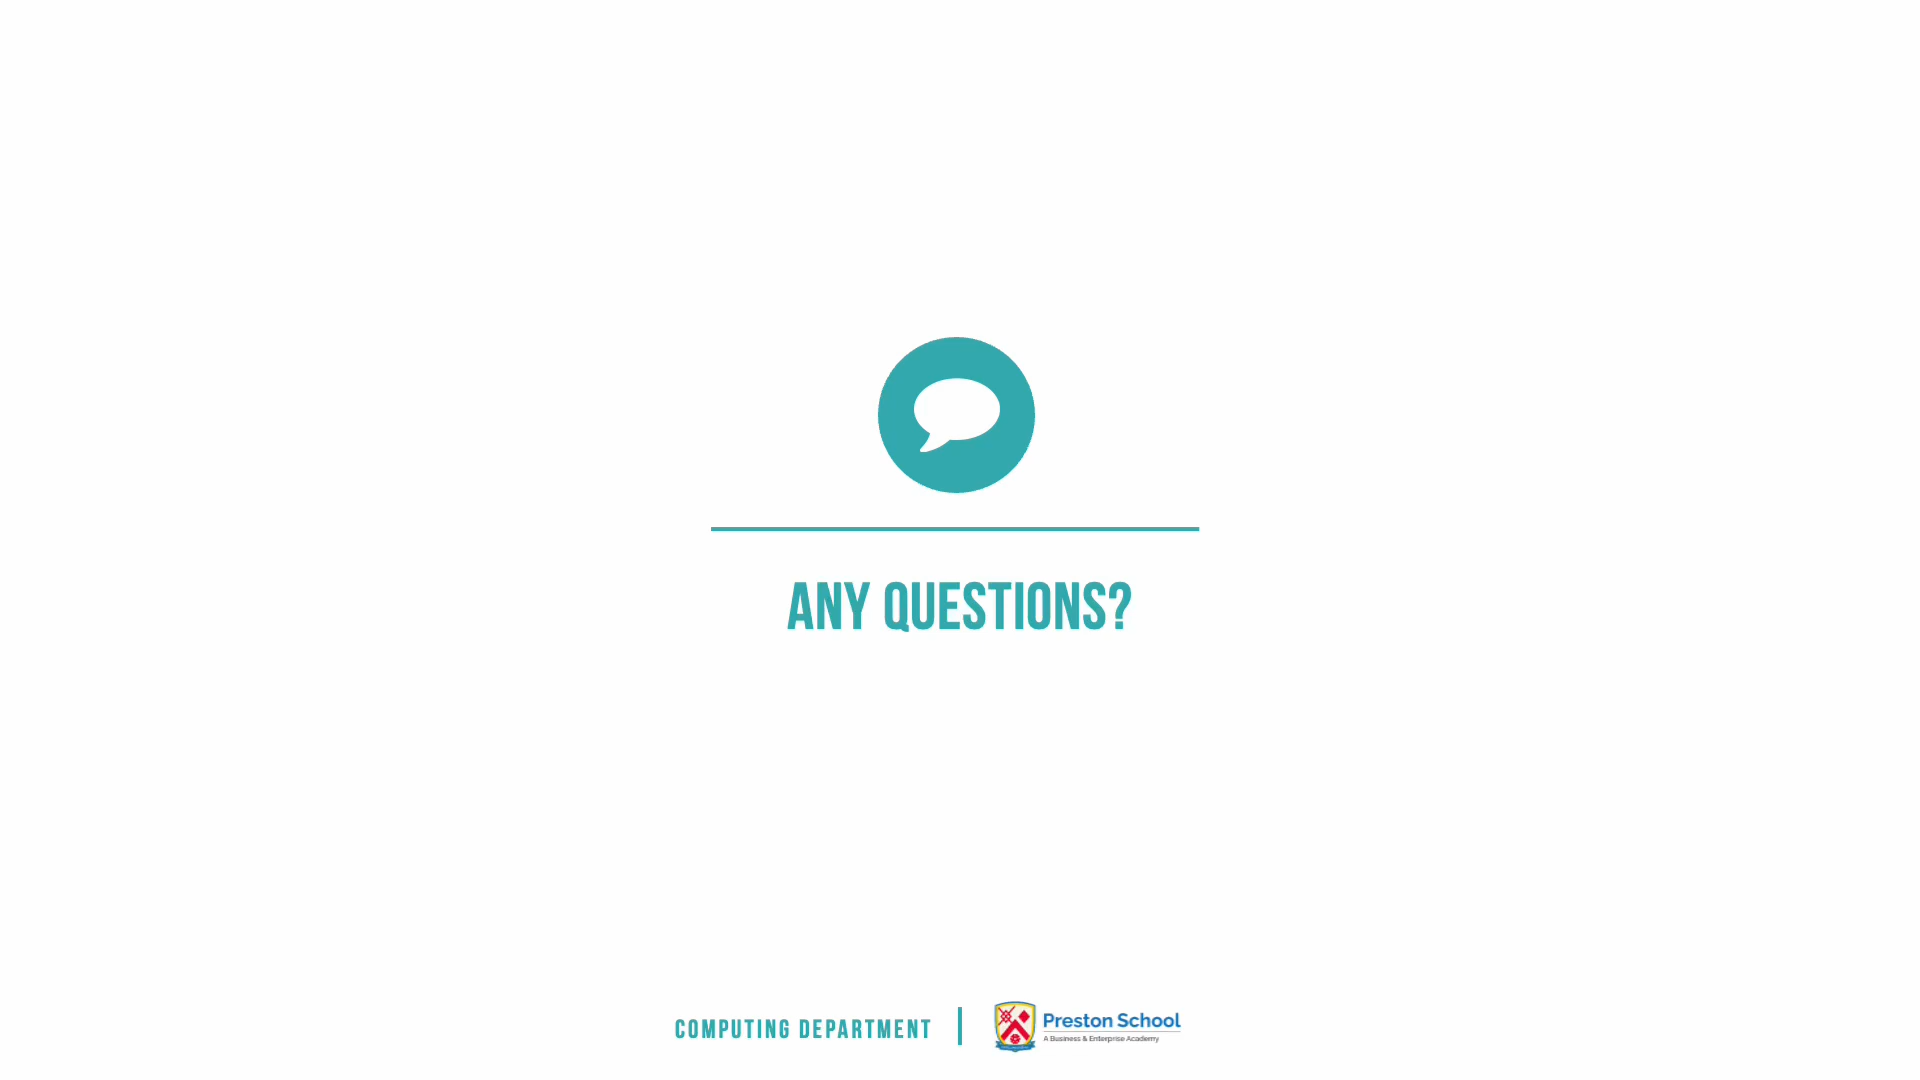 ANY QUESTIONS?
COMPUTING DEPARTMENT
Preston School
A Business & Enterprise Academy